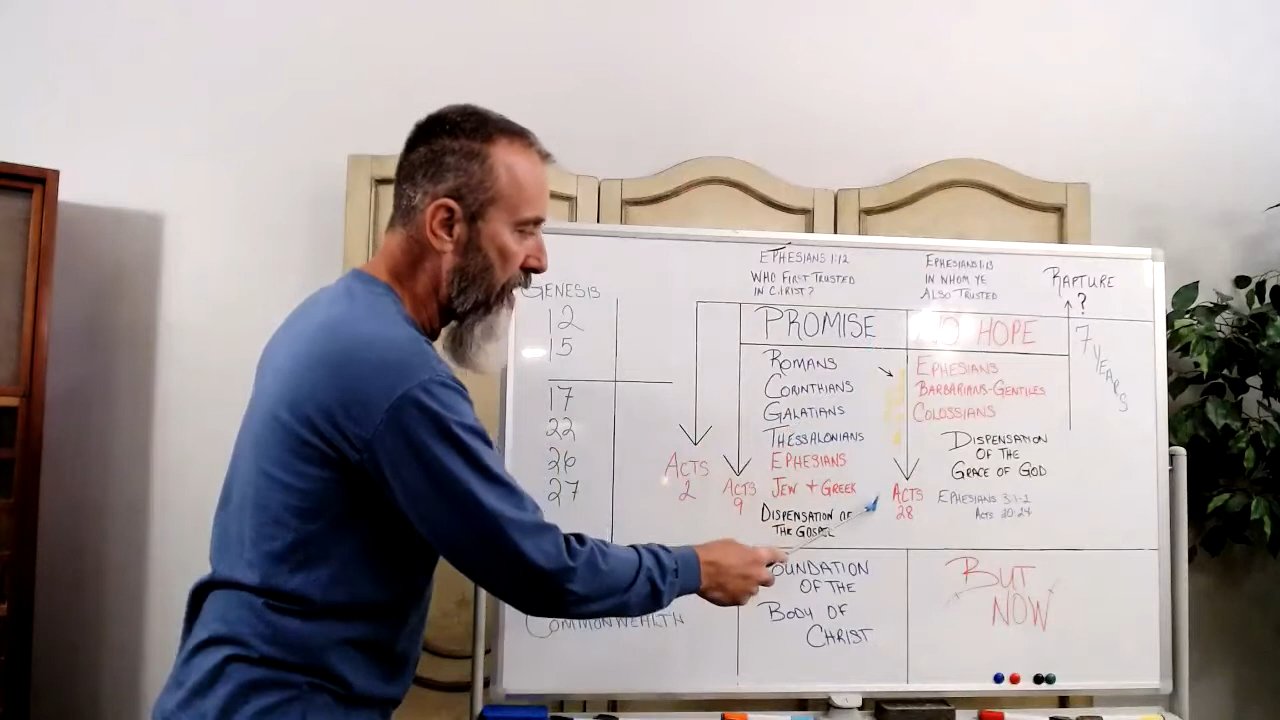 GENESIS
12
15
17
22
26
27
COMMONWEALTH
ACTS
2
ACTS
9
EPHESIANS 1:12
WHO FIRST TRUSTED
IN CHRIST?
PROMISE
ROMANS
CORINTHIANS
GALATIANS
THESSALONIANS
EPHESIANS
JEW + GREEK
DISPENSATION OF
THE GOSPEL
FOUNDATION
OF THE
BODY OF
CHRIST
EPHESIANS 1:13
IN WHOM YE
ALSO TRUSTED
NO HOPE
EPHESIANS
BARBARIANS-GENTILES
COLOSSIANS
DISPENSATION
OF THE
GRACE OF GOD
ACTS
28
EPHESIANS 3:1-2
ACTS 20:24
BUT
NOW
RAPTURE
?
7 YEARS